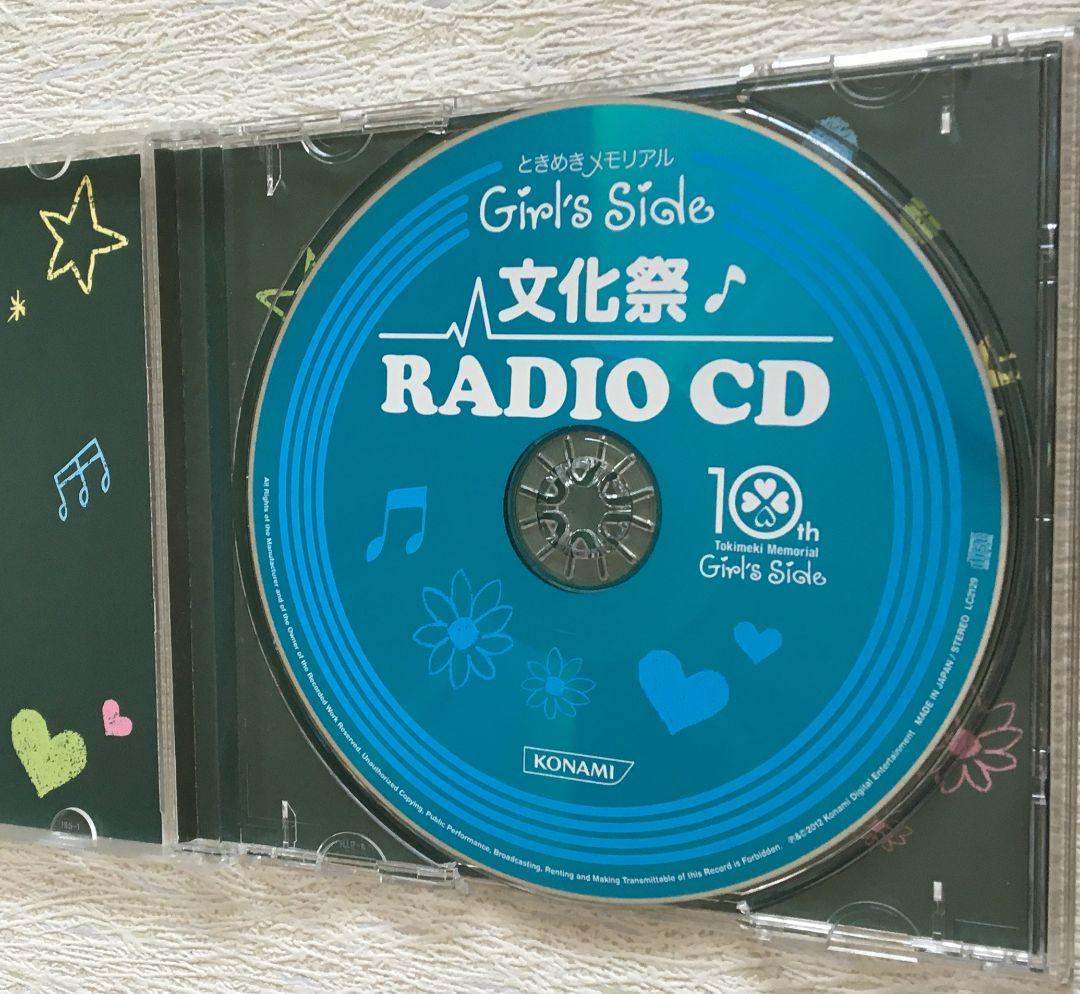 ときめきメモリアル
Girl's Side
文化祭♪
RADIO CD
10th
Tokimeki Memorial
Girl's Side
KONAMI
All Rights of the Manufacturer and of the Owner of the Recorded Work Reserved. Unauthorized Copying, Public Performance, Broadcasting, Renting and Making Transmittable of this Record is Forbidden. ℗&©2012 Konami Digital Entertainment MADE IN JAPAN / STEREO LC2129